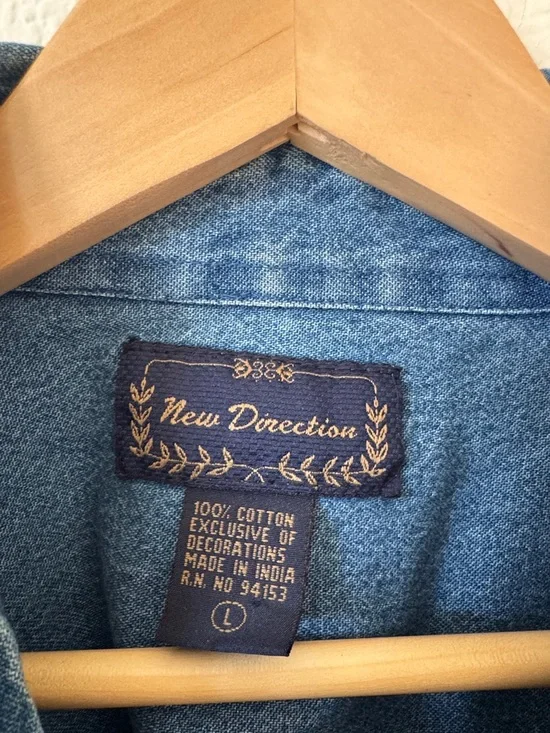 New Direction
100% COTTON
EXCLUSIVE OF
DECORATIONS
MADE IN INDIA
R.N. NO 94153
L